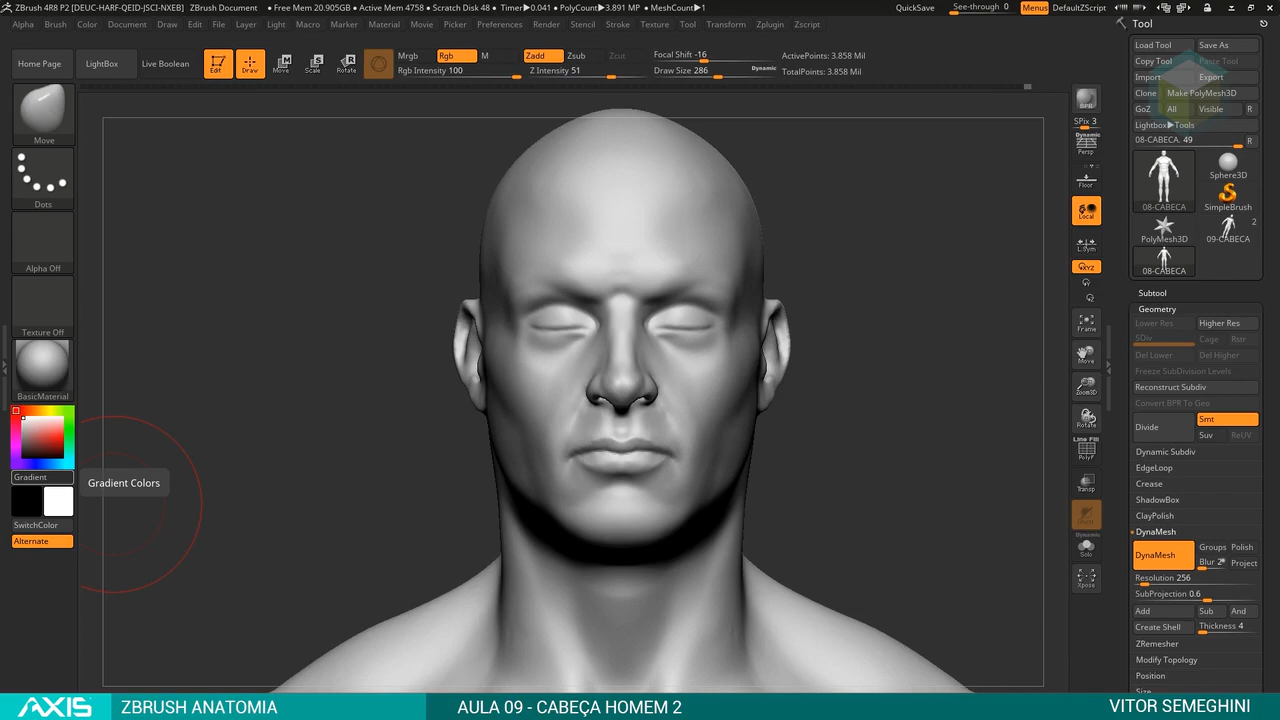 ZBrush 4R8 P2 [DEUC-HARF-QEID-JSCI-NXEB] ZBrush Document • Free Mem 20.905GB • Active Mem 4758 • Scratch Disk 48 • Timer▶0.041 • PolyCount▶3.891 MP • MeshCount▶1 QuickSave See-through 0 Menus DefaultZScript
Alpha Brush Color Document Draw Edit File Layer Light Macro Marker Material Movie Picker Preferences Render Stencil Stroke Texture Tool Transform Zplugin Zscript
Home Page LightBox Live Boolean Edit Draw Move Scale Rotate
Mrgb Rgb M Zadd Zsub Zcut Focal Shift -16 ActivePoints: 3.858 Mil
Rgb Intensity 100 Z Intensity 51 Draw Size 286 Dynamic TotalPoints: 3.858 Mil
Move
Dots
Alpha Off
Texture Off
BasicMaterial
Gradient
Gradient Colors
SwitchColor
Alternate
BPR
SPix 3
Dynamic
Persp
Floor
Local
L.Sym
XYZ
Frame
Move
Zoom3D
Rotate
Line Fill
PolyF
Transp
Ghost
Dynamic
Solo
Xpose
Tool
Load Tool Save As
Copy Tool Paste Tool
Import Export
Clone Make PolyMesh3D
GoZ All Visible R
Lightbox▶Tools
08-CABECA. 49 R
08-CABECA Sphere3D
SimpleBrush
2
PolyMesh3D 09-CABECA
08-CABECA
Subtool
Geometry
Lower Res Higher Res
SDiv Cage Rstr
Del Lower Del Higher
Freeze SubDivision Levels
Reconstruct Subdiv
Convert BPR To Geo
Divide Smt
Suv ReUV
Dynamic Subdiv
EdgeLoop
Crease
ShadowBox
ClayPolish
DynaMesh
DynaMesh Groups Polish
Blur 2 Project
Resolution 256
SubProjection 0.6
Add Sub And
Create Shell Thickness 4
ZRemesher
Modify Topology
Position
Size
AXIS ZBRUSH ANATOMIA AULA 09 - CABEÇA HOMEM 2 VITOR SEMEGHINI